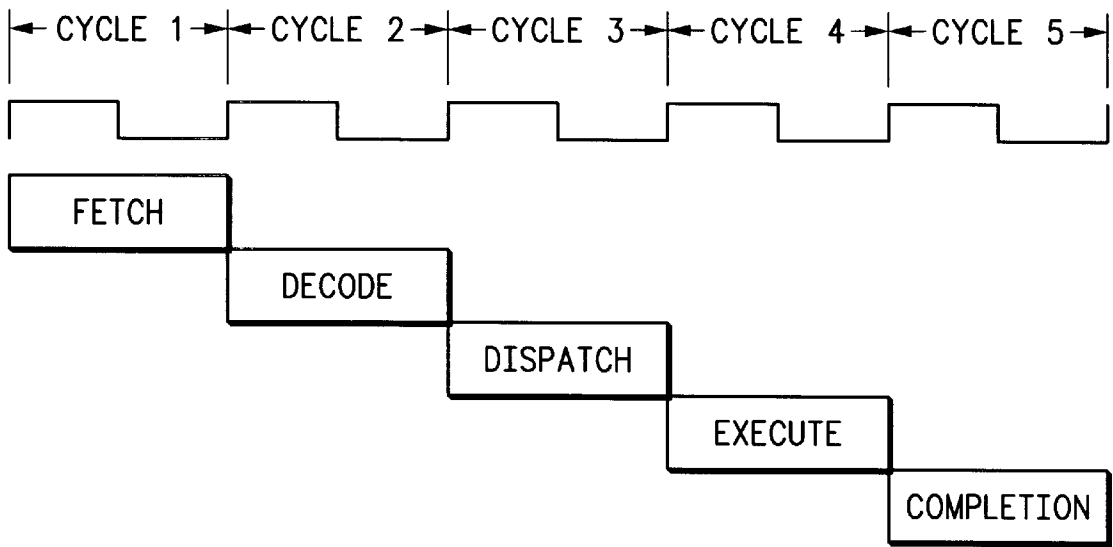 CYCLE 1 CYCLE 2 CYCLE 3 CYCLE 4 CYCLE 5
FETCH
DECODE
DISPATCH
EXECUTE
COMPLETION